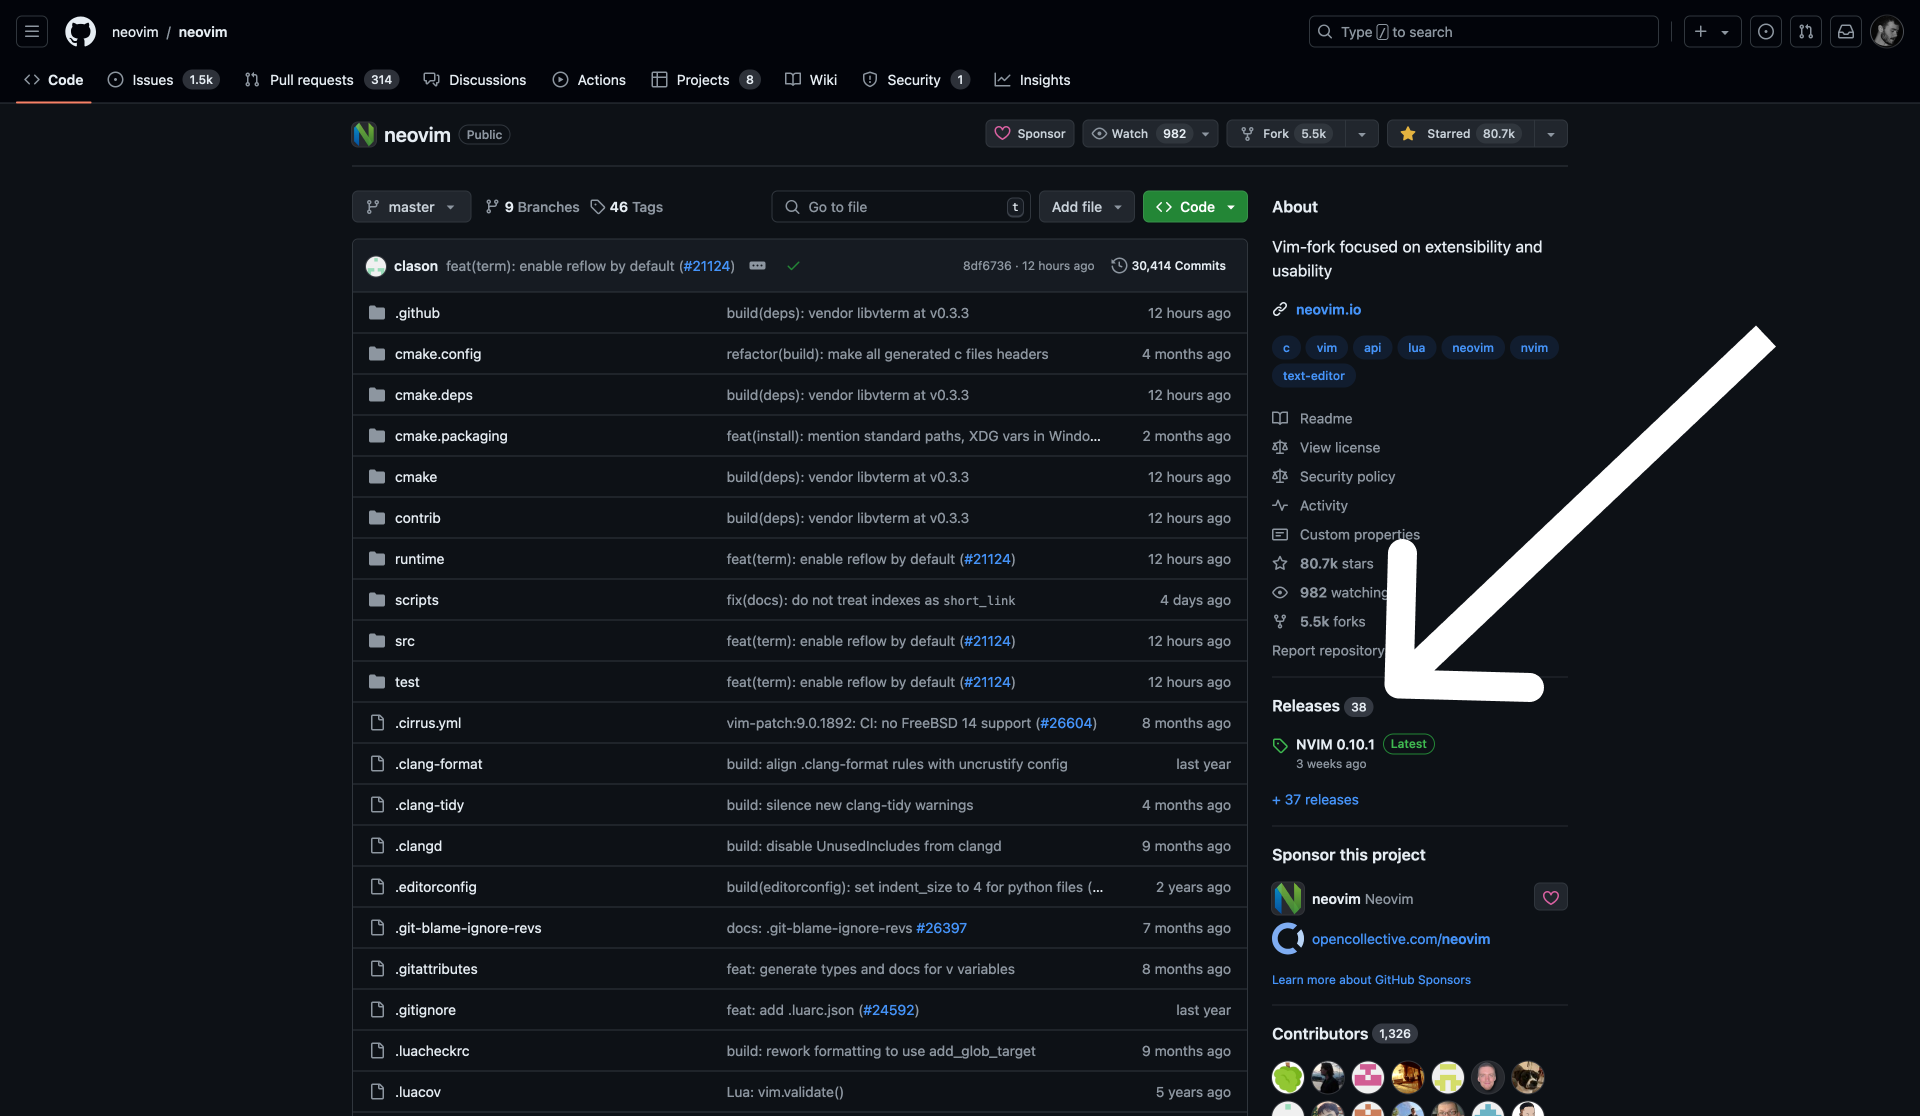 neovim / neovim
Type / to search
Code
Issues 1.5k
Pull requests 314
Discussions
Actions
Projects 8
Wiki
Security 1
Insights
neovim Public
Sponsor
Watch 982
Fork 5.5k
Starred 80.7k
master
9 Branches
46 Tags
Go to file t
Add file
Code
clason feat(term): enable reflow by default (#21124)
8df6736 · 12 hours ago
30,414 Commits
.github build(deps): vendor libvterm at v0.3.3 12 hours ago
cmake.config refactor(build): make all generated c files headers 4 months ago
cmake.deps build(deps): vendor libvterm at v0.3.3 12 hours ago
cmake.packaging feat(install): mention standard paths, XDG vars in Windo... 2 months ago
cmake build(deps): vendor libvterm at v0.3.3 12 hours ago
contrib build(deps): vendor libvterm at v0.3.3 12 hours ago
runtime feat(term): enable reflow by default (#21124) 12 hours ago
scripts fix(docs): do not treat indexes as short_link 4 days ago
src feat(term): enable reflow by default (#21124) 12 hours ago
test feat(term): enable reflow by default (#21124) 12 hours ago
.cirrus.yml vim-patch:9.0.1892: CI: no FreeBSD 14 support (#26604) 8 months ago
.clang-format build: align .clang-format rules with uncrustify config last year
.clang-tidy build: silence new clang-tidy warnings 4 months ago
.clangd build: disable UnusedIncludes from clangd 9 months ago
.editorconfig build(editorconfig): set indent_size to 4 for python files (... 2 years ago
.git-blame-ignore-revs docs: .git-blame-ignore-revs #26397 7 months ago
.gitattributes feat: generate types and docs for v variables 8 months ago
.gitignore feat: add .luarc.json (#24592) last year
.luacheckrc build: rework formatting to use add_glob_target 9 months ago
.luacov Lua: vim.validate() 5 years ago
About
Vim-fork focused on extensibility and
usability
neovim.io
c vim api lua neovim nvim
text-editor
Readme
View license
Security policy
Activity
Custom properties
80.7k stars
982 watching
5.5k forks
Report repository
Releases 38
NVIM 0.10.1 Latest
3 weeks ago
+ 37 releases
Sponsor this project
neovim Neovim
opencollective.com/neovim
Learn more about GitHub Sponsors
Contributors 1,326